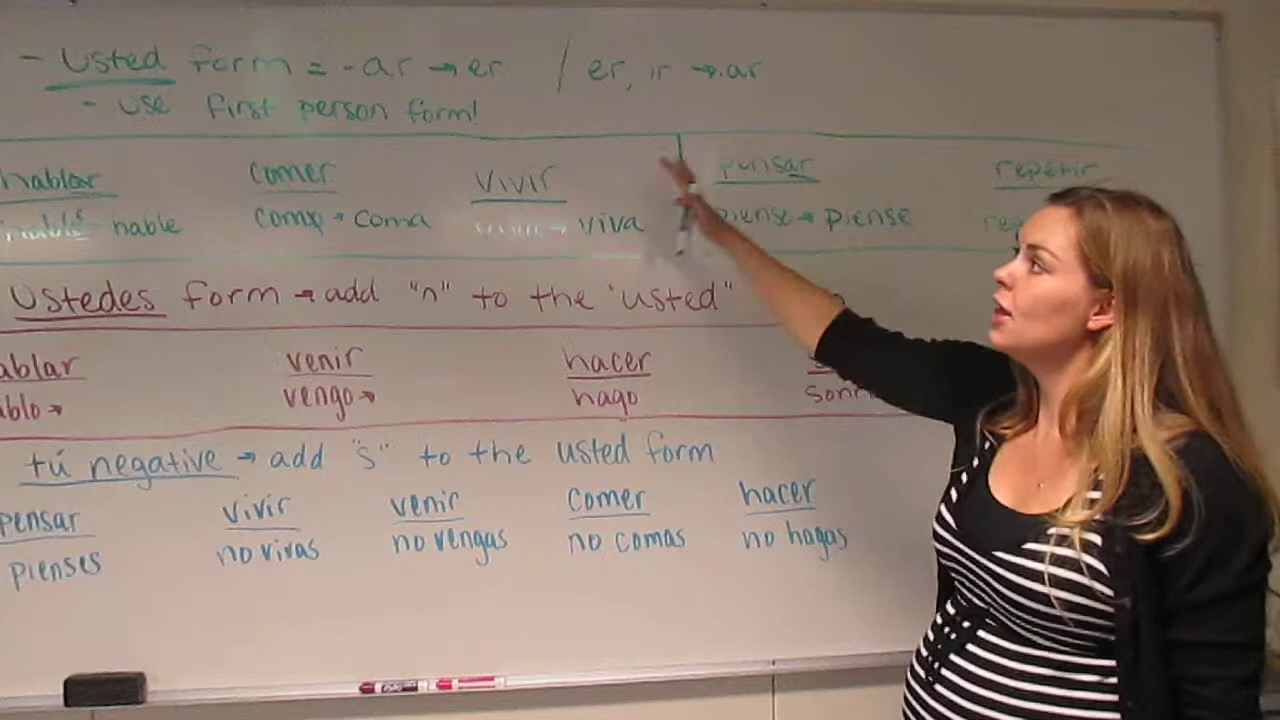 - Usted form = -ar → er / er, ir → ar
- use first person form!
hablar comer vivir pensar repetir
hable como → coma viva piense → piense
Ustedes form → add "n" to the "usted"
ablar venir hacer
ablo → vengo → hago
tú negative → add "s" to the usted form
pensar vivir venir comer hacer
pienses no vivas no vengas no comas no hagas